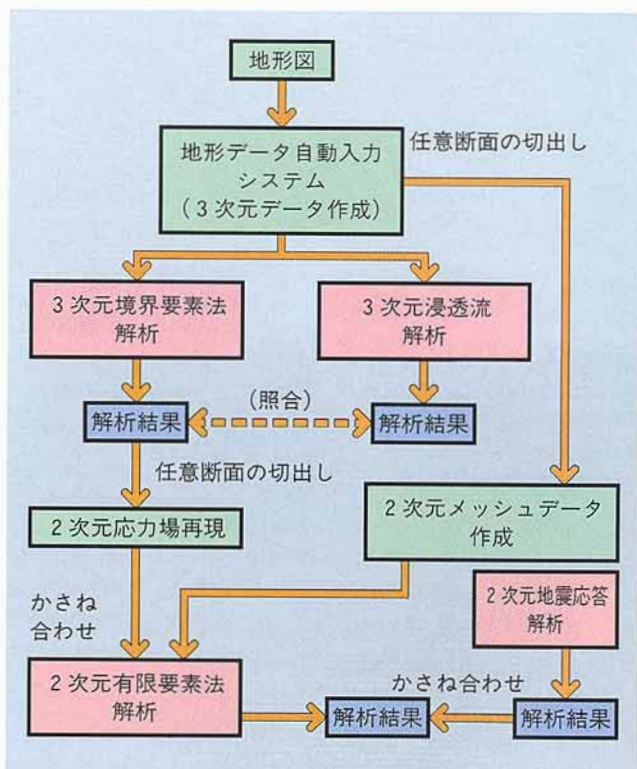 地形図
地形データ自動入力
システム
(3次元データ作成)
任意断面の切出し
3次元境界要素法
解析
3次元浸透流
解析
(照合)
解析結果
解析結果
任意断面の切出し
2次元応力場再現
2次元メッシュデータ
作成
かさね
合わせ
2次元地震応答
解析
2次元有限要素法
解析
かさね合わせ
解析結果
解析結果